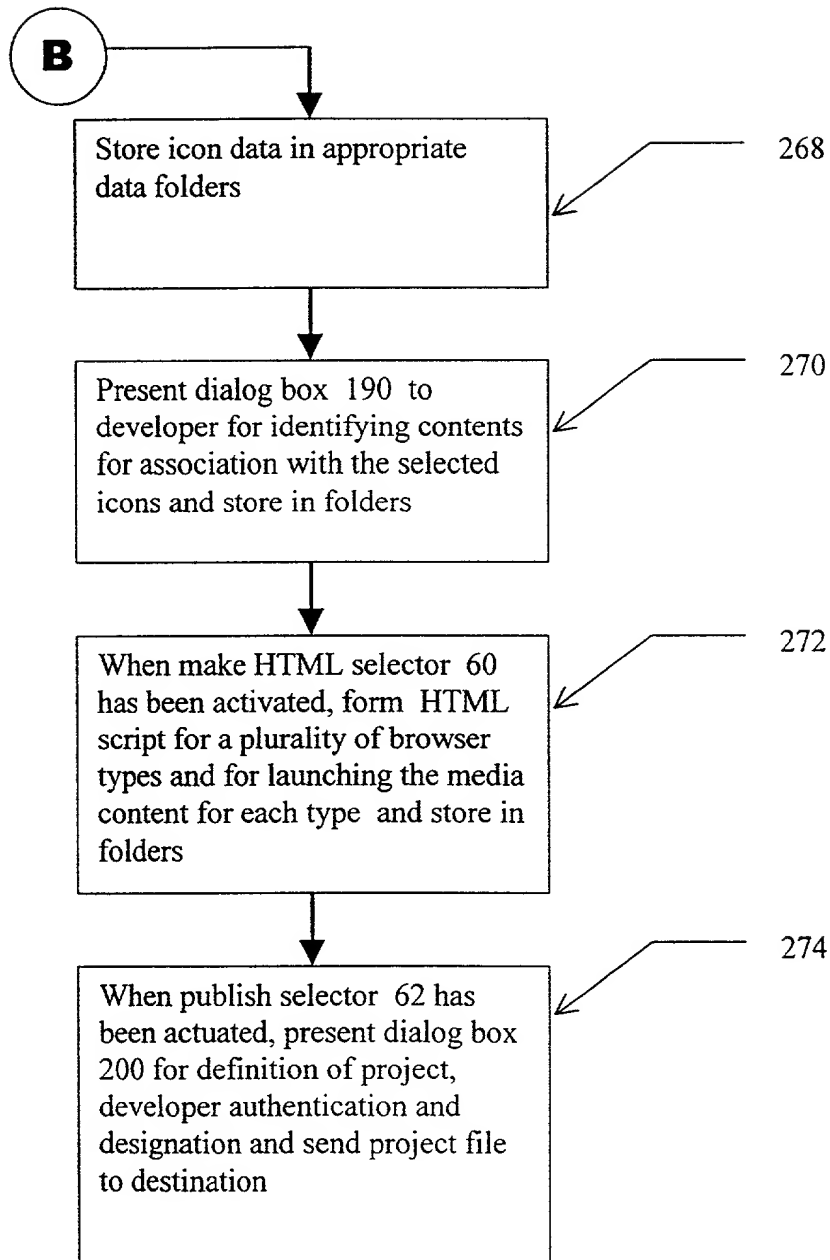 B
Store icon data in appropriate
data folders
268
Present dialog box 190 to
developer for identifying contents
for association with the selected
icons and store in folders
270
When make HTML selector 60
has been activated, form HTML
script for a plurality of browser
types and for launching the media
content for each type and store in
folders
272
When publish selector 62 has
been actuated, present dialog box
200 for definition of project,
developer authentication and
designation and send project file
to destination
274